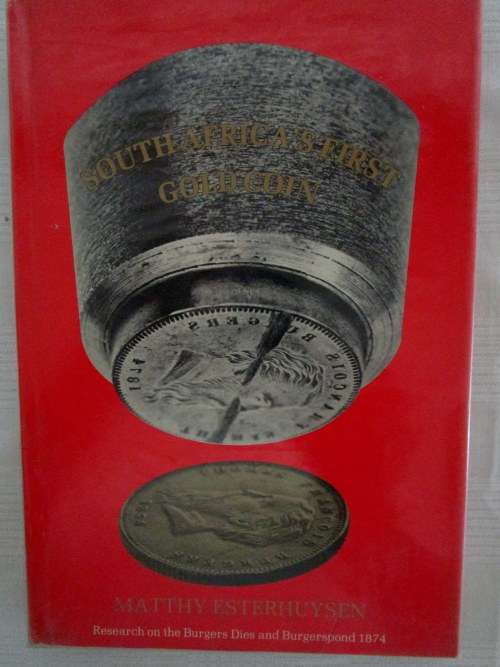 SOUTH AFRICA'S FIRST
GOLD COIN
MATTHY ESTERHUYSEN
Research on the Burgers Dies and Burgerspond 1874